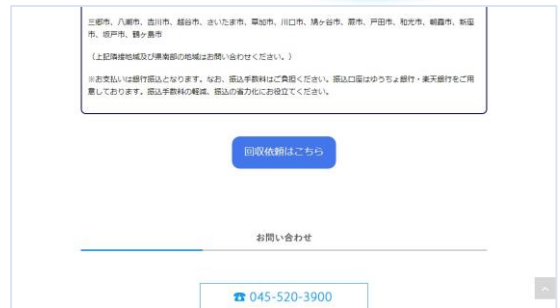 三郷市、八潮市、吉川市、越谷市、さいたま市、草加市、川口市、鳩ヶ谷市、蕨市、戸田市、和光市、朝霞市、新座
市、坂戸市、鶴ヶ島市
（上記隣接地域及び県南部の地域はお問い合わせください。）
※お支払いは銀行振込となります。なお、振込手数料はご負担ください。振込口座はゆうちょ銀行・楽天銀行をご用
意しております。振込手数料の軽減、振込の省力化にお役立てください。
回収依頼はこちら
お問い合わせ
☎ 045-520-3900